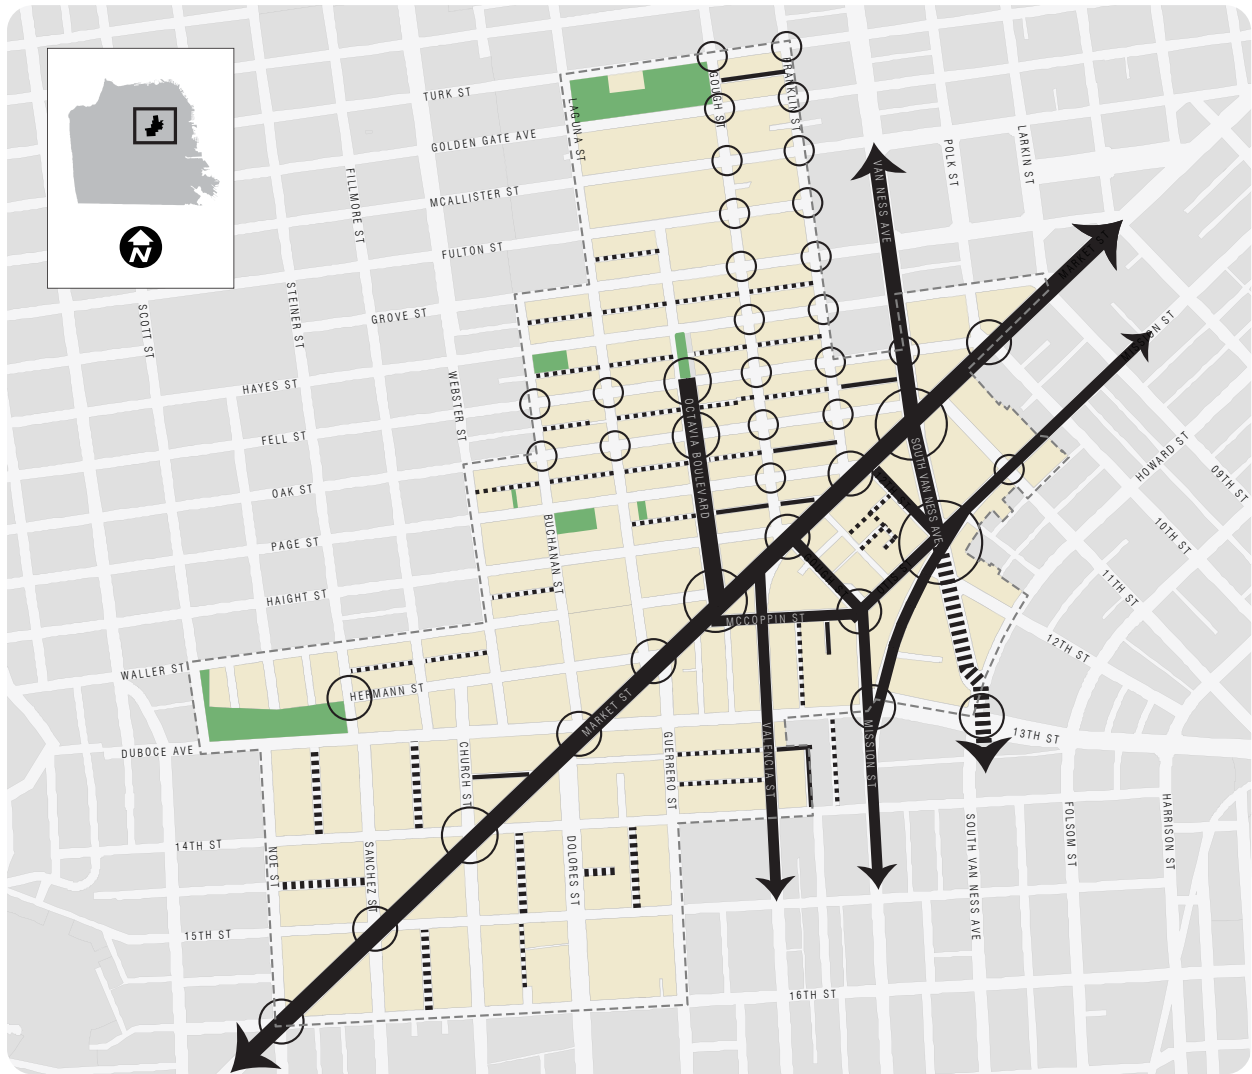 TURK ST
GOLDEN GATE AVE
MCALLISTER ST
FULTON ST
GROVE ST
HAYES ST
FELL ST
OAK ST
PAGE ST
HAIGHT ST
WALLER ST
HERMANN ST
DUBOCE AVE
14TH ST
15TH ST
16TH ST
SCOTT ST
STEINER ST
FILLMORE ST
WEBSTER ST
BUCHANAN ST
LAGUNA ST
GOUGH ST
FRANKLIN ST
VAN NESS AVE
POLK ST
LARKIN ST
MARKET ST
MISSION ST
HOWARD ST
09TH ST
10TH ST
11TH ST
12TH ST
13TH ST
OCTAVIA BOULEVARD
SOUTH VAN NESS AVE
MCCOPPIN ST
MARKET ST
VALENCIA ST
MISSION ST
GUERRERO ST
CHURCH ST
DOLORES ST
SANCHEZ ST
NOE ST
SOUTH VAN NESS AVE
FOLSOM ST
HARRISON ST
N